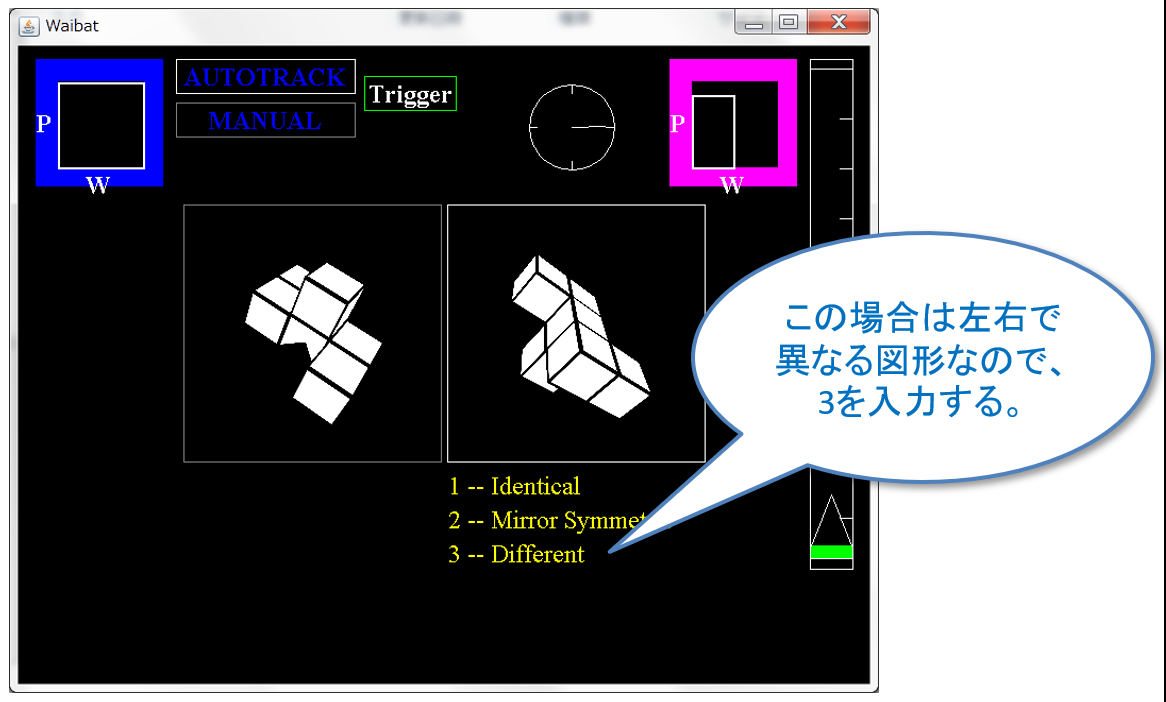 Waibat
AUTOTRACK
MANUAL
Trigger
P
W
P
W
この場合は左右で
異なる図形なので、
3を入力する。
1 -- Identical
2 -- Mirror Symmet
3 -- Different